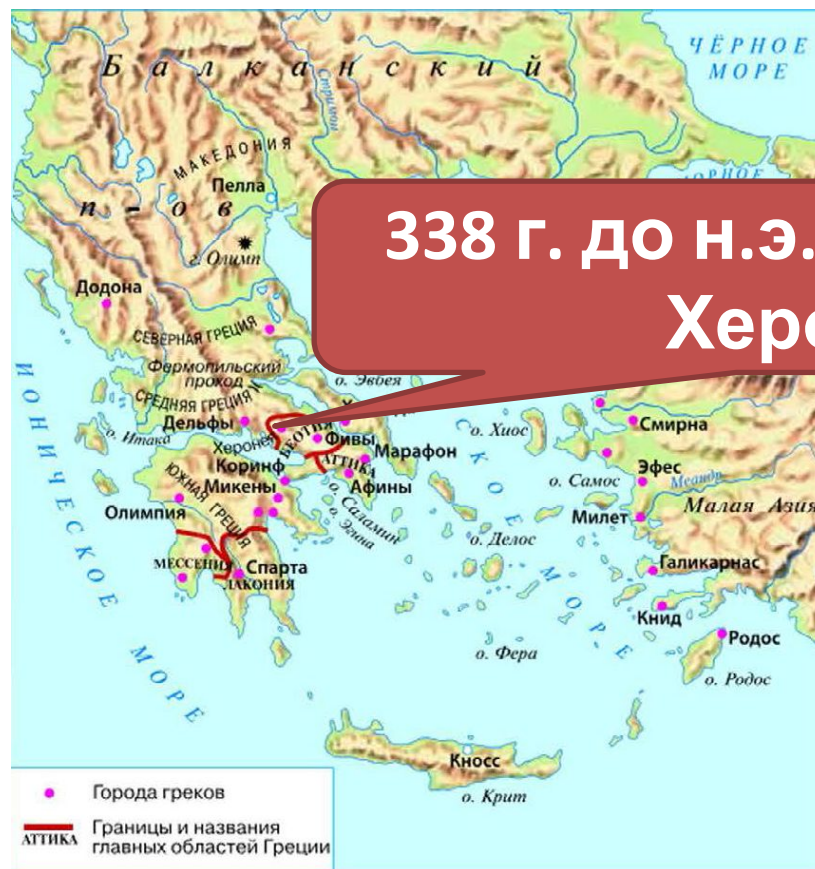 Балканский
ЧЁРНОЕ
МОРЕ
Стримон
МАКЕДОНИЯ
Пелла
п-ов
г. Олимп
338 г. до н.э.
Додона
СЕВЕРНАЯ ГРЕЦИЯ
Фермопильский
проход
о. Эвбея
СРЕДНЯЯ ГРЕЦИЯ
Дельфы
о. Итака
БЕОТИЯ
Фивы
о. Хиос
Смирна
Марафон
Коринф
АТТИКА
Афины
Эфес
о. Самос
Меандр
ЮЖНАЯ ГРЕЦИЯ
Микены
Олимпия
о. Саламин
о. Эгина
Милет
Малая Азия
о. Делос
МЕССЕНИЯ
Спарта
ЛАКОНИЯ
Галикарнас
Книд
Родос
о. Родос
о. Фера
ИОНИЧЕСКОЕ МОРЕ
МОРЕ
Кносс
о. Крит
Города греков
АТТИКА
Границы и названия
главных областей Греции